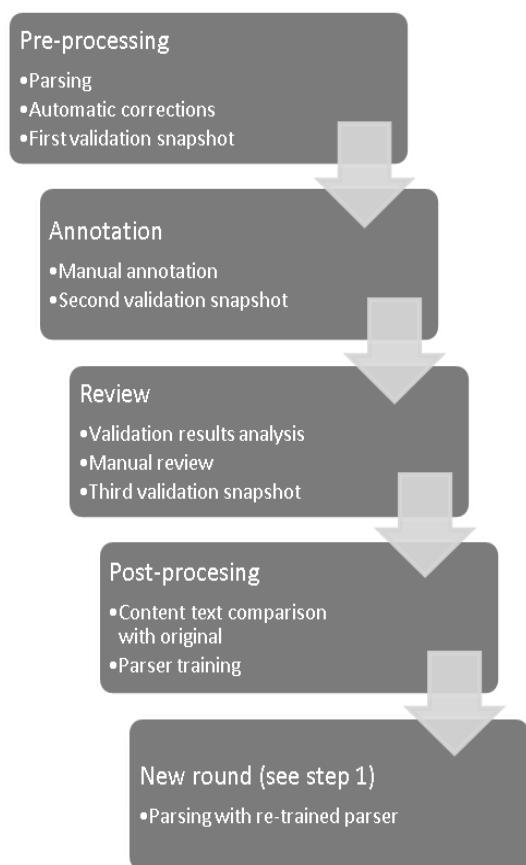 Pre-processing
•Parsing
•Automatic corrections
•First validation snapshot
Annotation
•Manual annotation
•Second validation snapshot
Review
•Validation results analysis
•Manual review
•Third validation snapshot
Post-procesing
•Content text comparison
with original
•Parser training
New round (see step 1)
•Parsing with re-trained parser